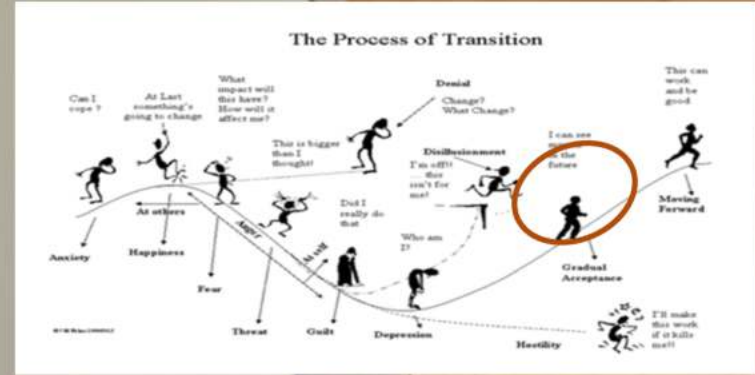 The Process of Transition
Can I
cope ?
At Last
something's
going to change
What
impact will
this have?
How will it
affect me?
This is bigger
than I
thought!
Denial
Change?
What Change?
Disillusionment
I'm off!!
... this
isn't for
me!
I can see
in the
future
This can
work
and be
good
At others
Anger
At self
Did I
really do
that
Who am
I?
Moving
Forward
Anxiety
Happiness
Fear
Threat
Guilt
Depression
Gradual
Acceptance
Hostility
I'll make
this work
if it kills
me!!